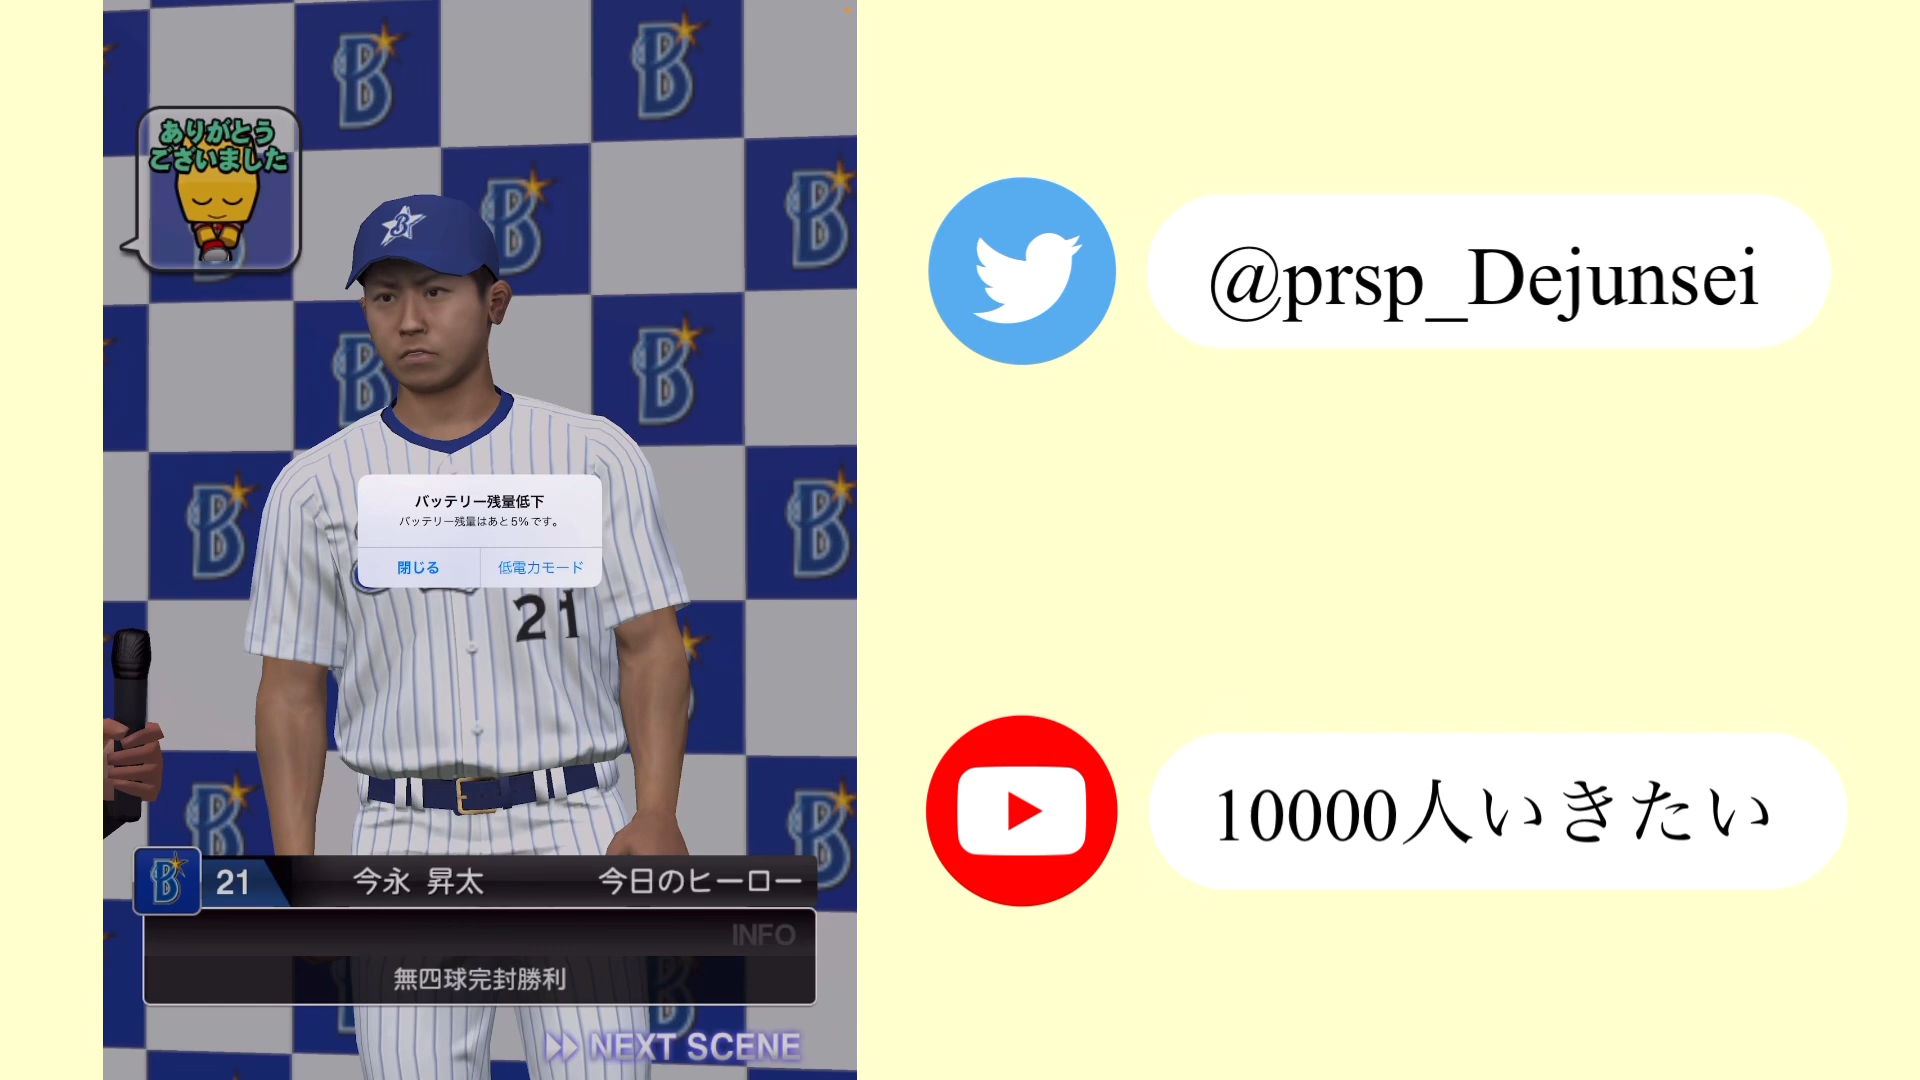 ありがとう
ございました
バッテリー残量低下
バッテリー残量はあと5%です。
閉じる
低電力モード
21
21
今永 昇太
今日のヒーロー
INFO
無四球完封勝利
NEXT SCENE
@prsp_Dejunsei
10000人いきたい